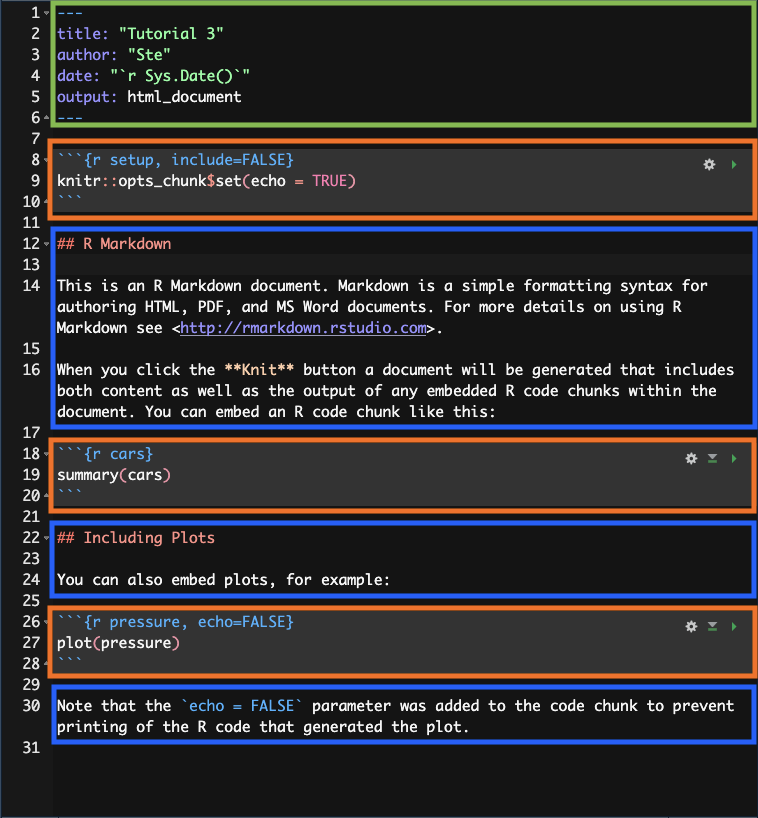 1 ---
2 title: "Tutorial 3"
3 author: "Ste"
4 date: "`r Sys.Date()`"
5 output: html_document
6 ---
7
8 ```{r setup, include=FALSE}
9 knitr::opts_chunk$set(echo = TRUE)
10 ```
11
12 ## R Markdown
13
14 This is an R Markdown document. Markdown is a simple formatting syntax for
authoring HTML, PDF, and MS Word documents. For more details on using R
Markdown see <http://rmarkdown.rstudio.com>.
15
16 When you click the **Knit** button a document will be generated that includes
both content as well as the output of any embedded R code chunks within the
document. You can embed an R code chunk like this:
17
18 ```{r cars}
19 summary(cars)
20 ```
21
22 ## Including Plots
23
24 You can also embed plots, for example:
25
26 ```{r pressure, echo=FALSE}
27 plot(pressure)
28 ```
29
30 Note that the `echo = FALSE` parameter was added to the code chunk to prevent
printing of the R code that generated the plot.
31